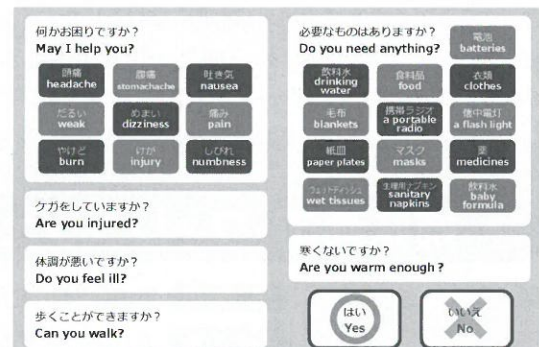 何かお困りですか？
May I help you?
頭痛
headache
腹痛
stomachache
吐き気
nausea
だるい
weak
めまい
dizziness
痛み
pain
やけど
burn
けが
injury
しびれ
numbness
ケガをしていますか？
Are you injured?
体調が悪いですか？
Do you feel ill?
歩くことができますか？
Can you walk?
必要なものはありますか？
Do you need anything?
電池
batteries
飲料水
drinking
water
食料品
food
衣類
clothes
毛布
blankets
携帯ラジオ
a portable
radio
懐中電灯
a flash light
紙皿
paper plates
マスク
masks
薬
medicines
ウェットティッシュ
wet tissues
生理用ナプキン
sanitary
napkins
飲料水
baby
formula
寒くないですか？
Are you warm enough ?
はい
Yes
いいえ
No